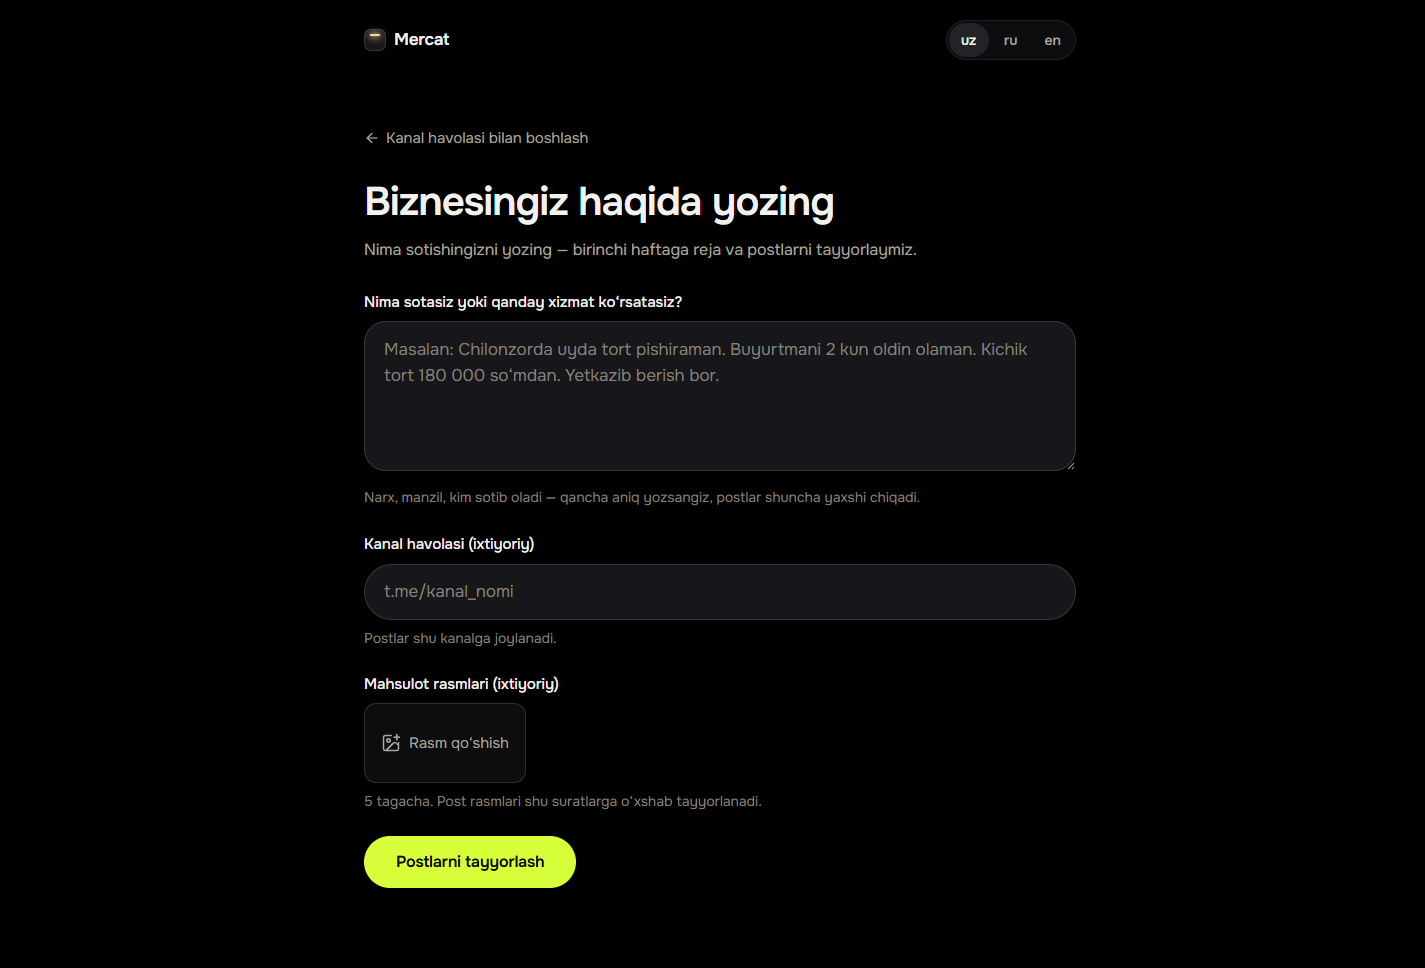 Mercat
uz ru en
Kanal havolasi bilan boshlash
Biznesingiz haqida yozing
Nima sotishingizni yozing — birinchi haftaga reja va postlarni tayyorlaymiz.
Nima sotasiz yoki qanday xizmat ko‘rsatasiz?
Masalan: Chilonzorda uyda tort pishiraman. Buyurtmani 2 kun oldin olaman. Kichik
tort 180 000 so‘mdan. Yetkazib berish bor.
Narx, manzil, kim sotib oladi — qancha aniq yozsangiz, postlar shuncha yaxshi chiqadi.
Kanal havolasi (ixtiyoriy)
t.me/kanal_nomi
Postlar shu kanalga joylanadi.
Mahsulot rasmlari (ixtiyoriy)
Rasm qo‘shish
5 tagacha. Post rasmlari shu suratlarga o‘xshab tayyorlanadi.
Postlarni tayyorlash